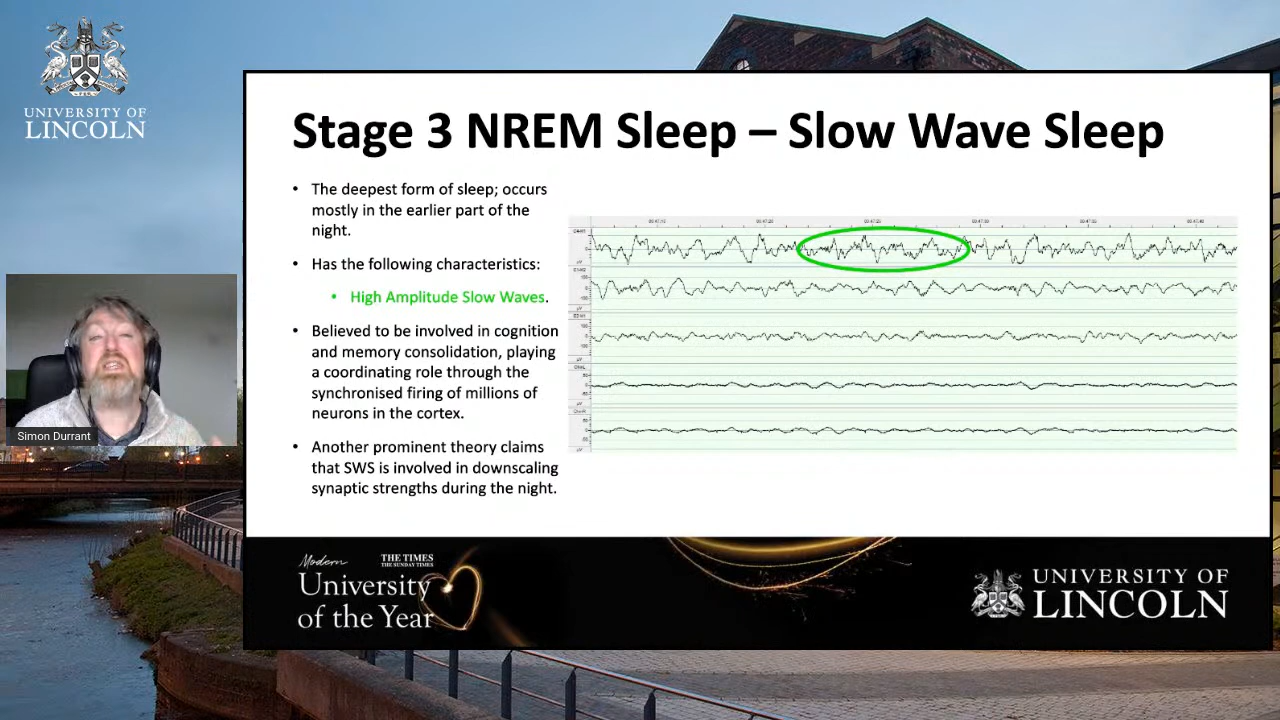 UNIVERSITY OF
LINCOLN
Stage 3 NREM Sleep – Slow Wave Sleep
• The deepest form of sleep; occurs
mostly in the earlier part of the
night.
• Has the following characteristics:
• High Amplitude Slow Waves.
• Believed to be involved in cognition
and memory consolidation, playing
a coordinating role through the
synchronised firing of millions of
neurons in the cortex.
• Another prominent theory claims
that SWS is involved in downscaling
synaptic strengths during the night.
Simon Durrant
Modern
THE TIMES
THE SUNDAY TIMES
University
of the Year
UNIVERSITY OF
LINCOLN